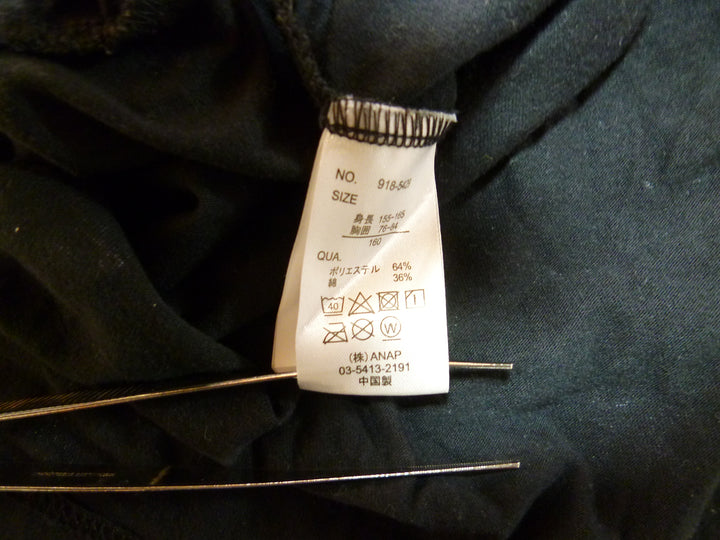 NO. 918-5429
SIZE
身長 155-165
胸囲 76-84
160
QUA.
ポリエステル 64%
綿 36%
40
W
(株) ANAP
03-5413-2191
中国製